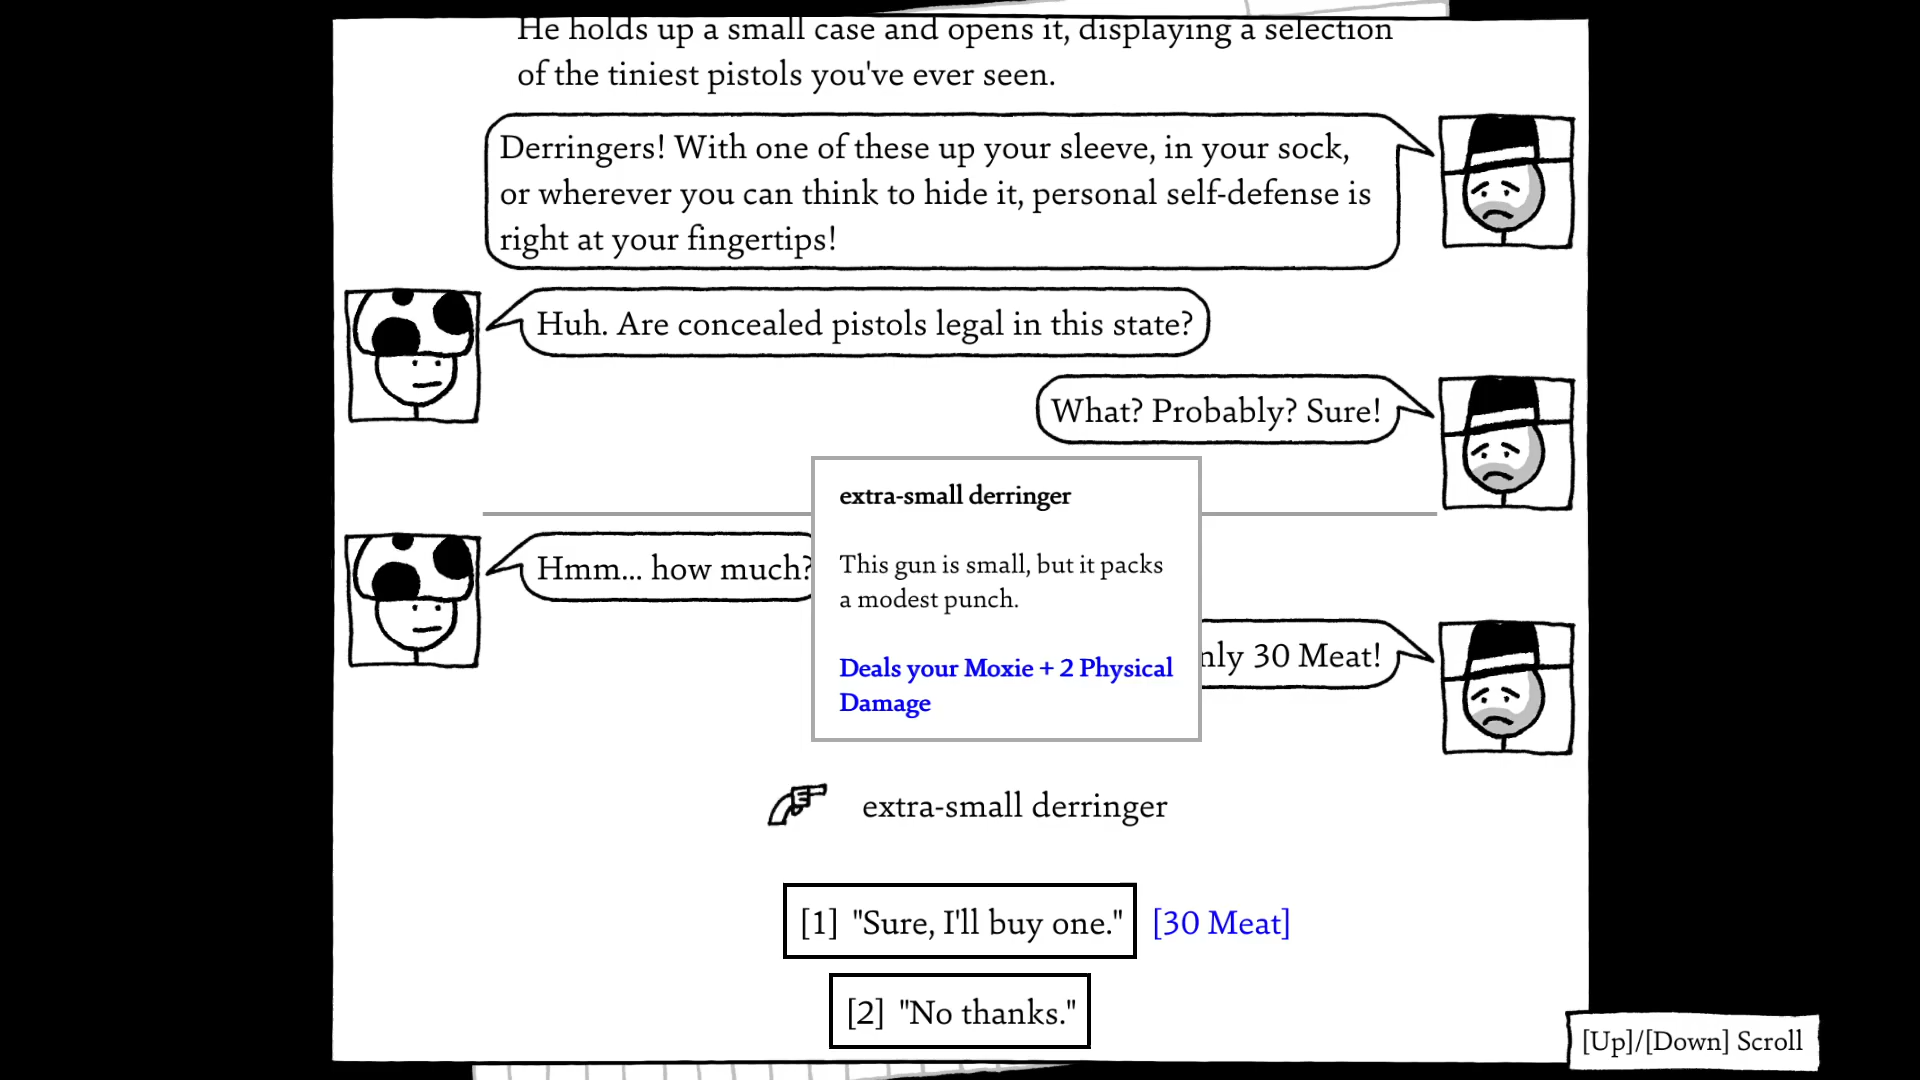 He holds up a small case and opens it, displaying a selection
of the tiniest pistols you've ever seen.
Derringers! With one of these up your sleeve, in your sock,
or wherever you can think to hide it, personal self-defense is
right at your fingertips!
Huh. Are concealed pistols legal in this state?
What? Probably? Sure!
Hmm... how much?
extra-small derringer
This gun is small, but it packs
a modest punch.
Deals your Moxie + 2 Physical
Damage
30 Meat!
extra-small derringer
[1] "Sure, I'll buy one." [30 Meat]
[2] "No thanks."
[Up]/[Down] Scroll